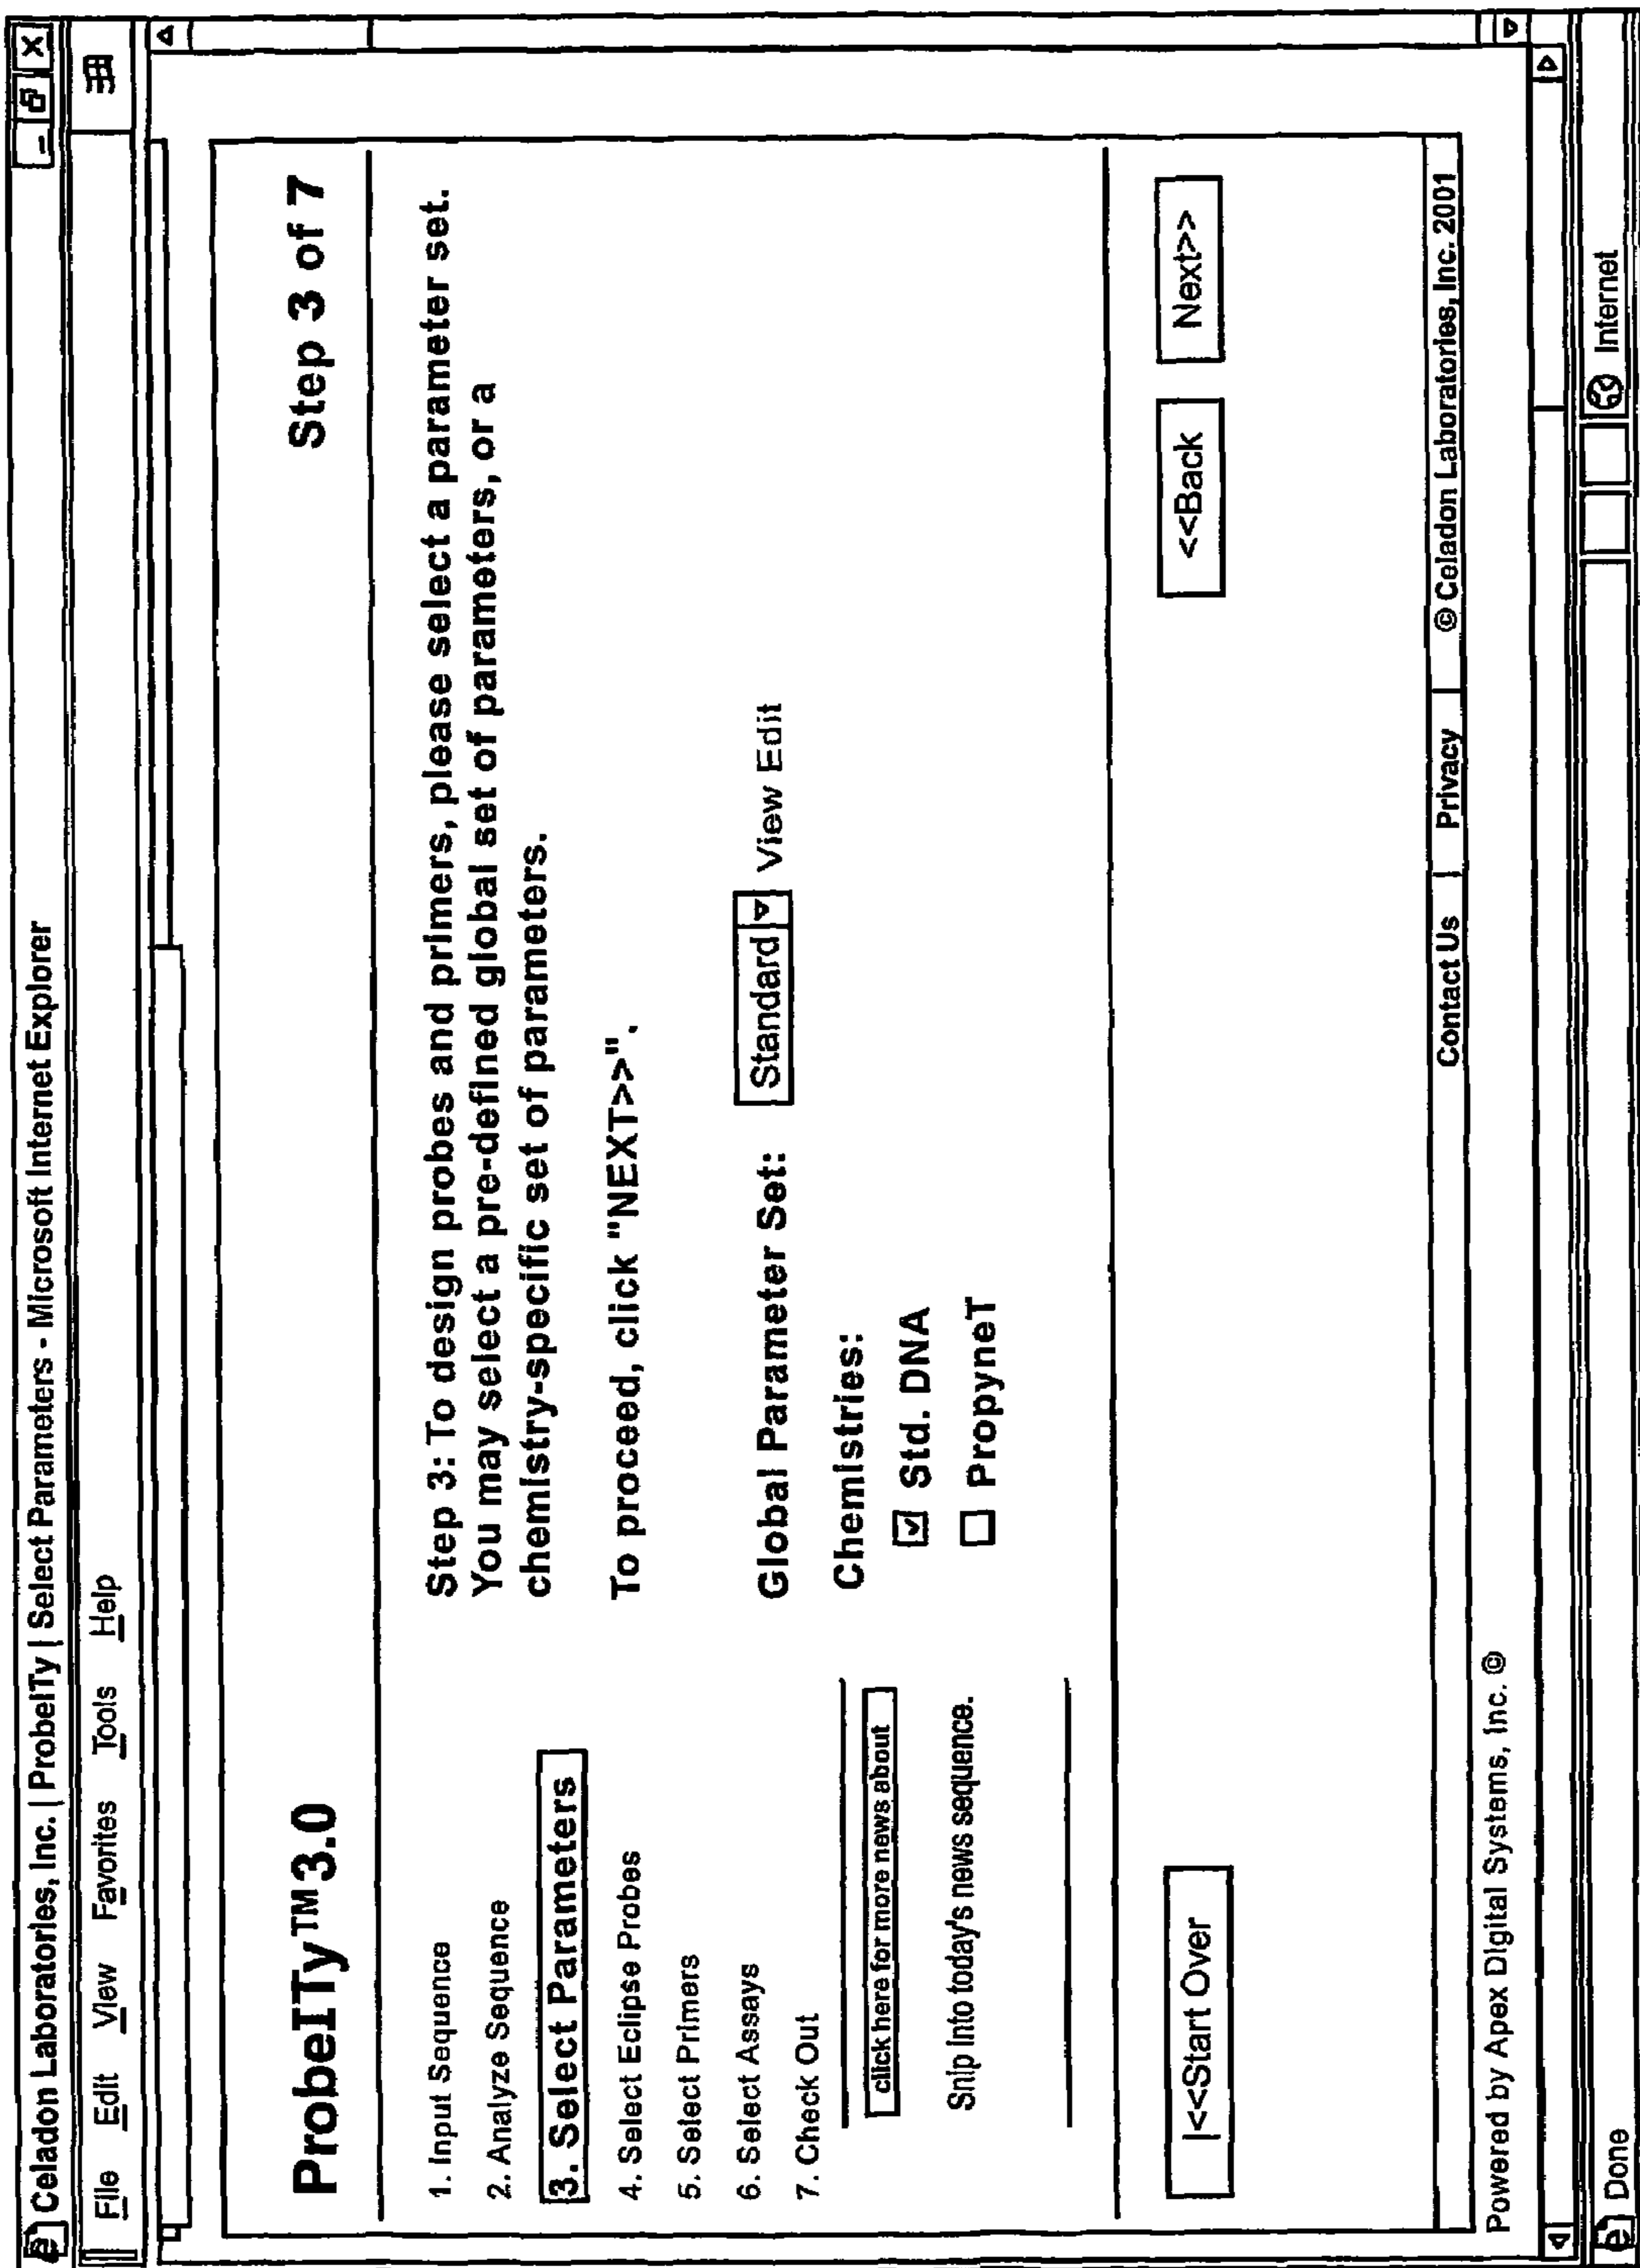 Celadon Laboratories, Inc. | ProbeITy | Select Parameters - Microsoft Internet Explorer
File Edit View Favorites Tools Help
ProbeITy™3.0
Step 3 of 7
1. Input Sequence
2. Analyze Sequence
3. Select Parameters
4. Select Eclipse Probes
5. Select Primers
6. Select Assays
7. Check Out
click here for more news about
Snip into today's news sequence.
Step 3: To design probes and primers, please select a parameter set.
You may select a pre-defined global set of parameters, or a
chemistry-specific set of parameters.
To proceed, click "NEXT>>".
Global Parameter Set: Standard View Edit
Chemistries:
Std. DNA
PropyneT
|<<Start Over <<Back Next>>
Contact Us | Privacy | © Celadon Laboratories, Inc. 2001
Powered by Apex Digital Systems, Inc. ©
Done Internet